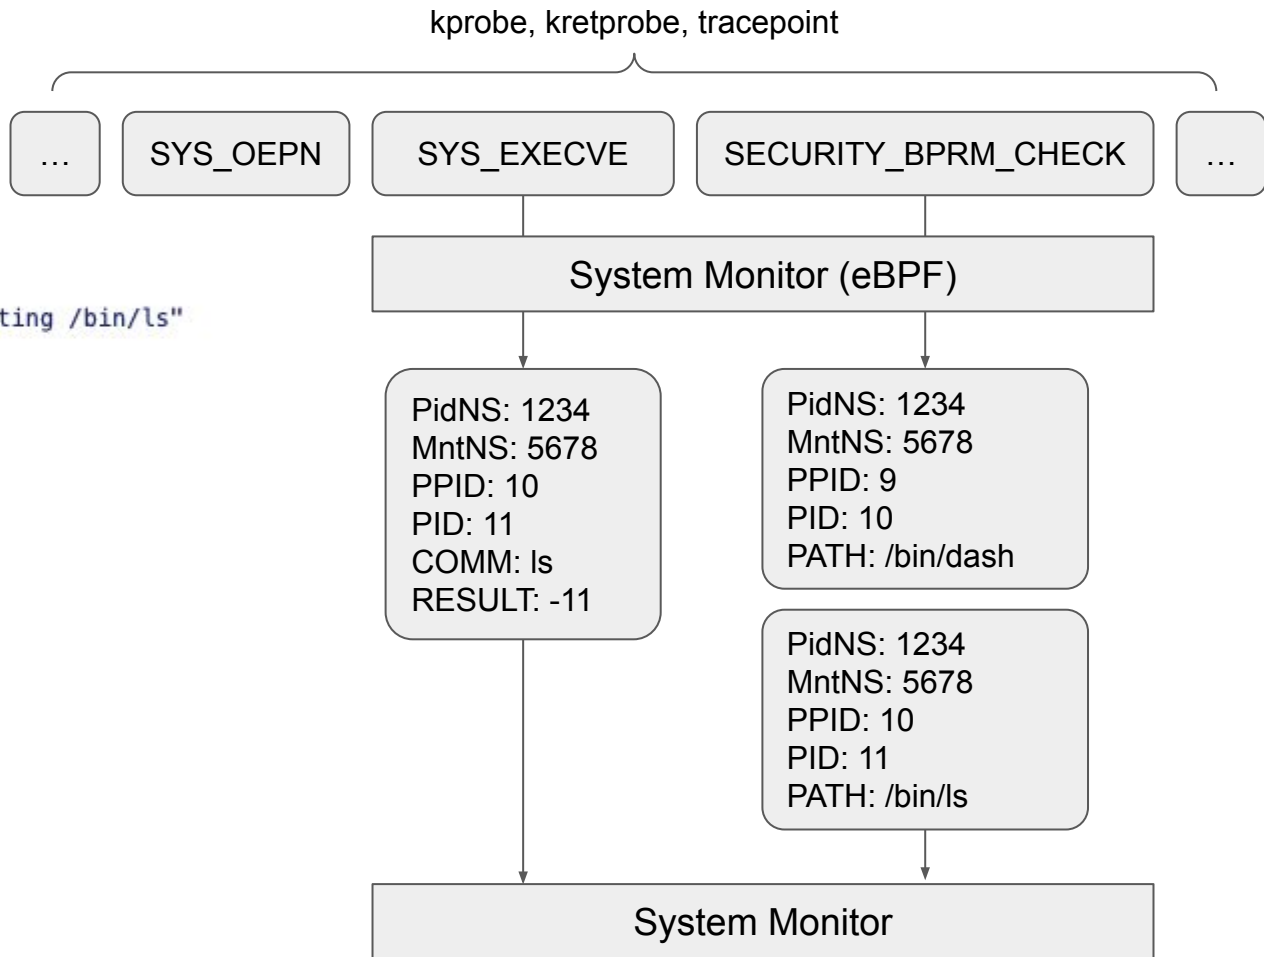 kprobe, kretprobe, tracepoint
…
SYS_OEPN
SYS_EXECVE
SECURITY_BPRM_CHECK
…
System Monitor (eBPF)
ting /bin/ls"
PidNS: 1234
MntNS: 5678
PPID: 10
PID: 11
COMM: ls
RESULT: -11
PidNS: 1234
MntNS: 5678
PPID: 9
PID: 10
PATH: /bin/dash
PidNS: 1234
MntNS: 5678
PPID: 10
PID: 11
PATH: /bin/ls
System Monitor